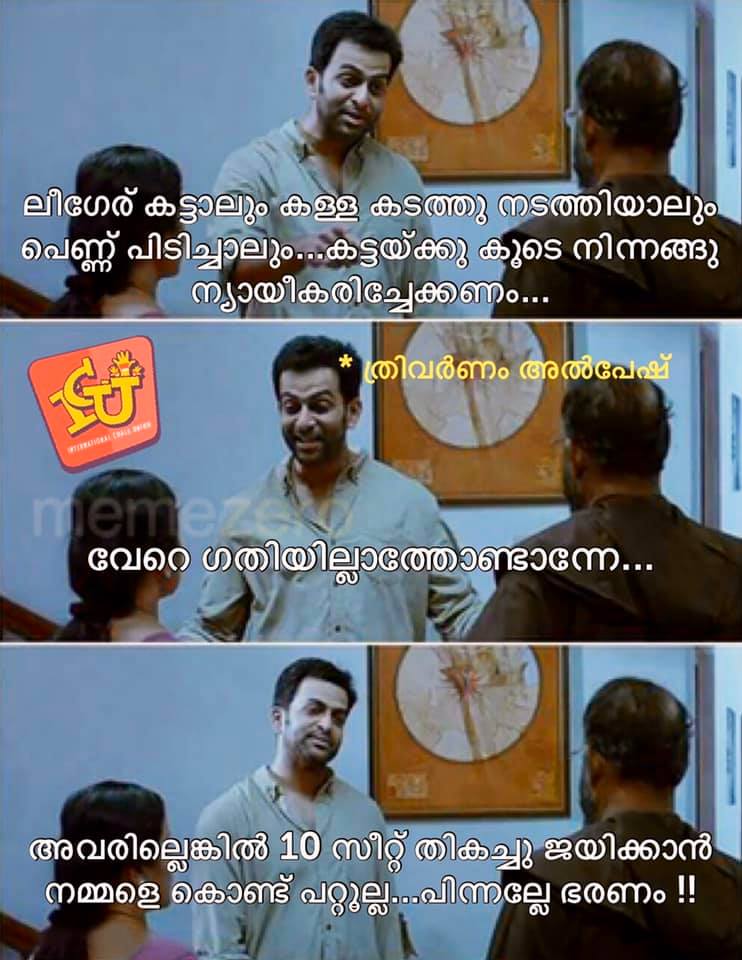 ലീഗേര് കട്ടാലും കള്ള കടത്തു നടത്തിയാലും
പെണ്ണ് പിടിച്ചാലും...കട്ടയ്ക്കു കൂടെ നിന്നങ്ങു
ന്യായീകരിച്ചേക്കണം...
* ത്രിവർണം അൽപേഷ്
ICU
INTERNATIONAL CHALU UNION
memezero
വേറെ ഗതിയില്ലാത്തോണ്ടാന്നേ...
അവരില്ലെങ്കിൽ 10 സീറ്റ് തികച്ചു ജയിക്കാൻ
നമ്മളെ കൊണ്ട് പറ്റൂല്ല...പിന്നല്ലേ ഭരണം !!